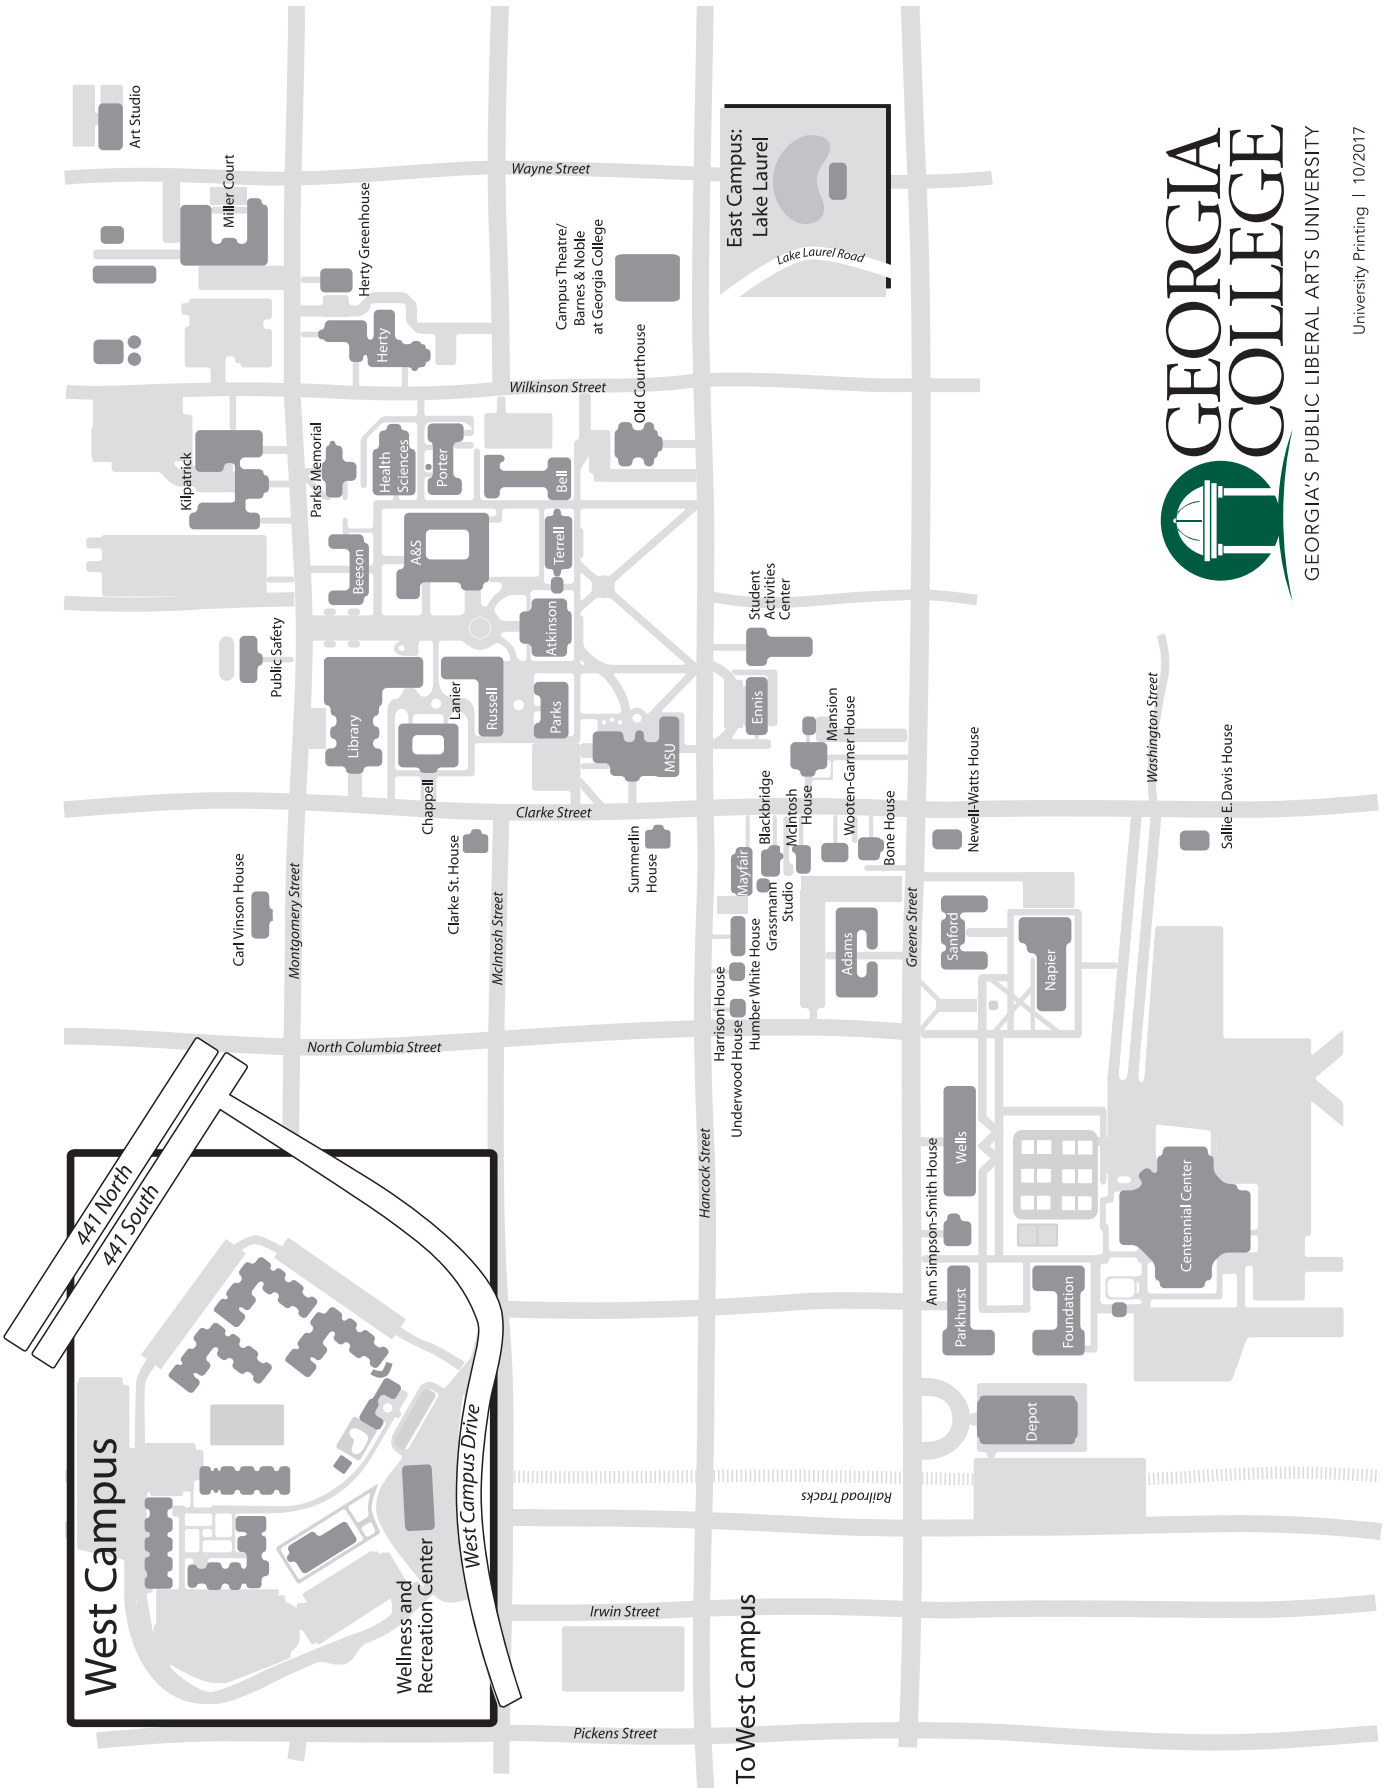 West Campus
441 North
441 South
West Campus Drive
Wellness and
Recreation Center
To West Campus
Pickens Street
Irwin Street
Railroad Tracks
North Columbia Street
Hancock Street
Montgomery Street
McIntosh Street
Greene Street
Clarke Street
Washington Street
Wilkinson Street
Wayne Street
Carl Vinson House
Public Safety
Kilpatrick
Miller Court
Art Studio
Herty Greenhouse
Herty
Parks Memorial
Health
Sciences
Porter
Bell
Beeson
A&S
Terrell
Atkinson
Library
Chappell
Lanier
Russell
Parks
MSU
Old Courthouse
Campus Theatre/
Barnes & Noble
at Georgia College
East Campus:
Lake Laurel
Lake Laurel Road
Clarke St. House
Summerlin
House
Student
Activities
Center
Ennis
Mansion
Wooten-Garner House
Blackbridge
McIntosh
House
Bone House
Mayfair
Grassmann
Studio
Humber White House
Harrison House
Underwood House
Adams
Newell-Watts House
Sallie E. Davis House
Sanford
Napier
Wells
Ann Simpson-Smith House
Parkhurst
Foundation
Centennial Center
Depot
GEORGIA
COLLEGE
GEORGIA'S PUBLIC LIBERAL ARTS UNIVERSITY
University Printing | 10/2017